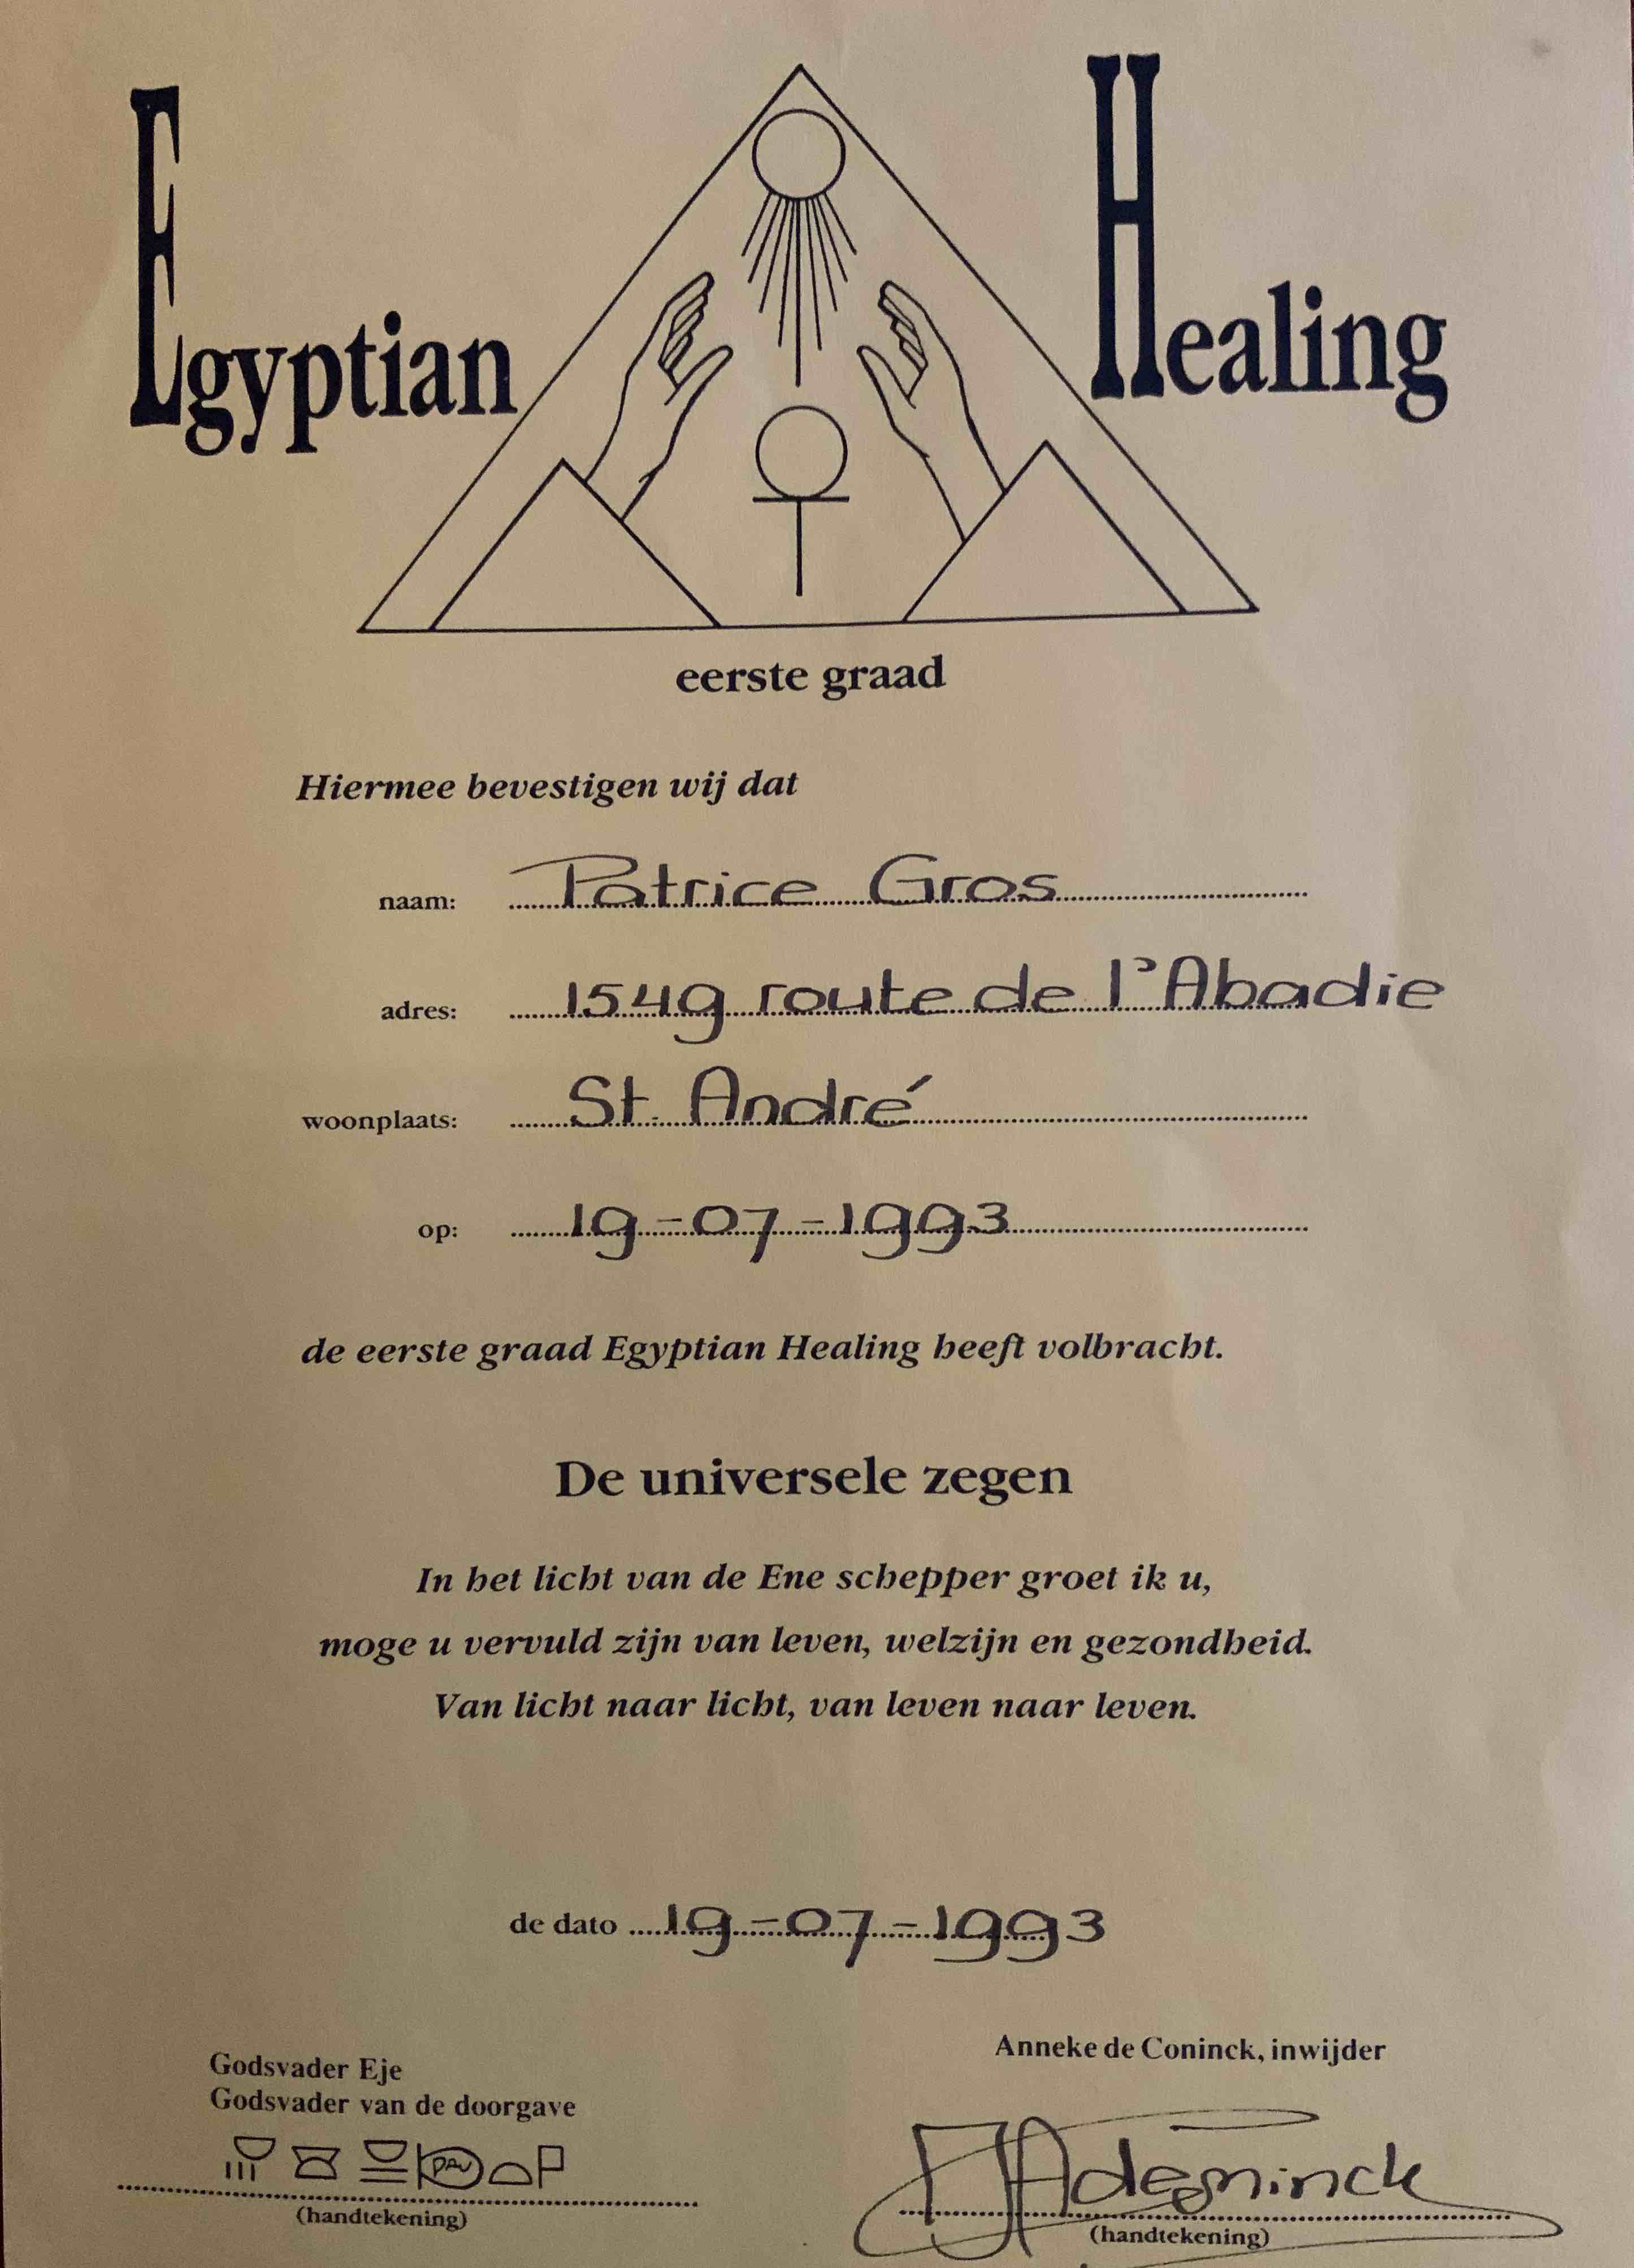 Egyptian Healing
eerste graad
Hiermee bevestigen wij dat
naam: Patrice Gros
adres: 1549 route de l'Abadie
woonplaats: St. André
op: 19-07-1993
de eerste graad Egyptian Healing heeft volbracht.
De universele zegen
In het licht van de Ene schepper groet ik u,
moge u vervuld zijn van leven, welzijn en gezondheid.
Van licht naar licht, van leven naar leven.
de dato 19-07-1993
Godsvader Eje
Godsvader van de doorgave
(handtekening)
Anneke de Coninck, inwijder
(handtekening)